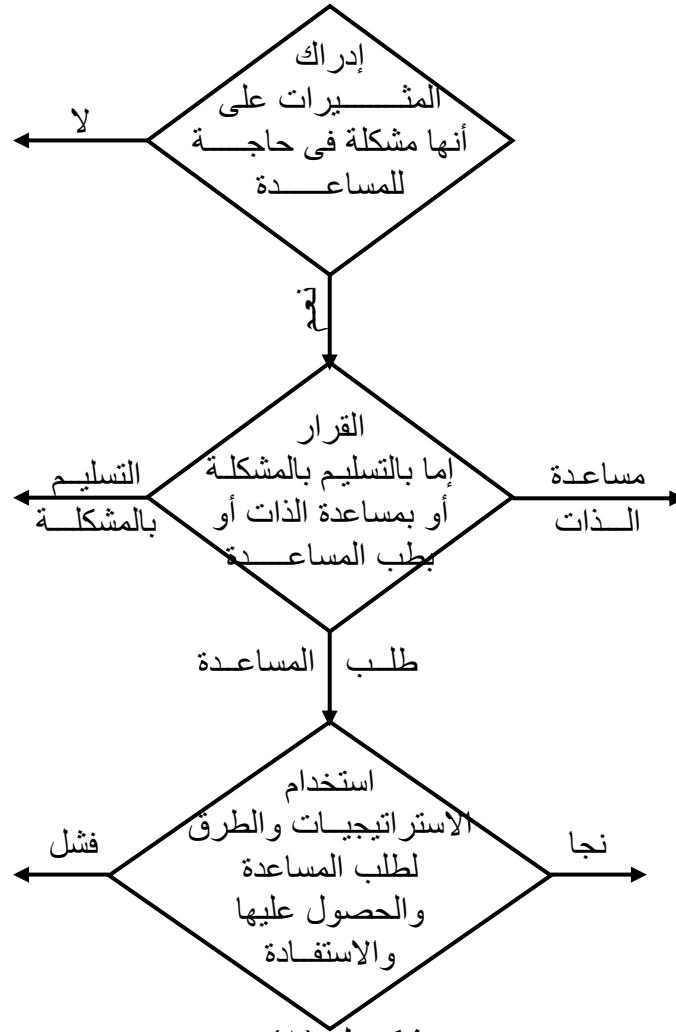 إدراك
المثيرات على
أنها مشكلة فى حاجة
للمساعدة
لا
نعم
القرار
إما بالتسليم بالمشكلة
أو بمساعدة الذات أو
بطب المساعدة
مساعدة
الذات
التسليم
بالمشكلة
طلب المساعدة
استخدام
الاستراتيجيات والطرق
لطلب المساعدة
والحصول عليها
والاستفادة
نجا
فشل